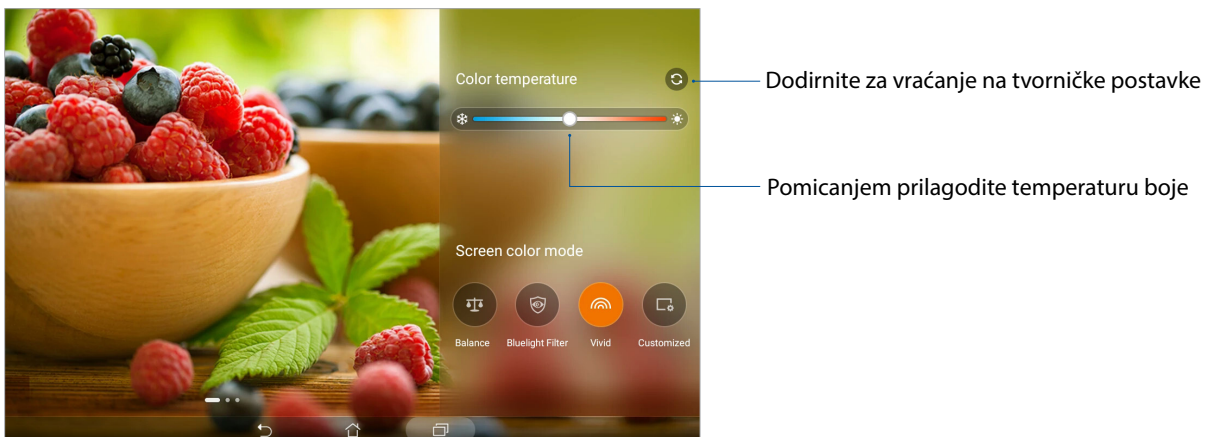 Color temperature
Dodirnite za vraćanje na tvorničke postavke
Pomicanjem prilagodite temperaturu boje
Screen color mode
Balance Bluelight Filter Vivid Customized